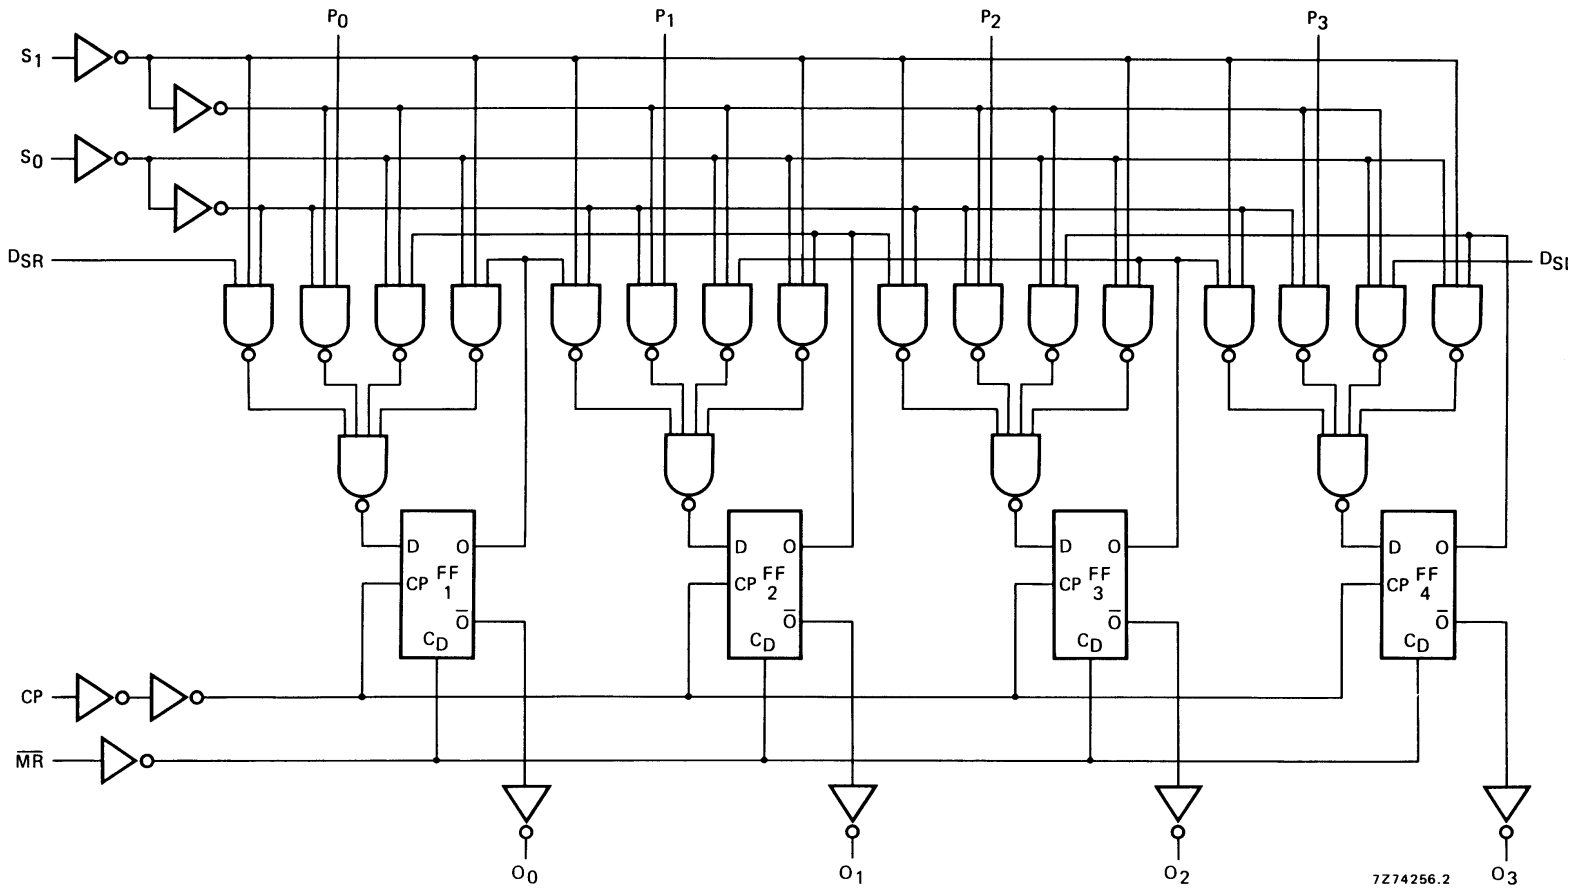 P0 P1 P2 P3
S1
S0
DSR
DSI
D O
CP FF
1
O̅
CD
D O
CP FF
2
O̅
CD
D O
CP FF
3
O̅
CD
D O
CP FF
4
O̅
CD
CP
M̅R̅
O0 O1 O2 O3
7Z74256.2